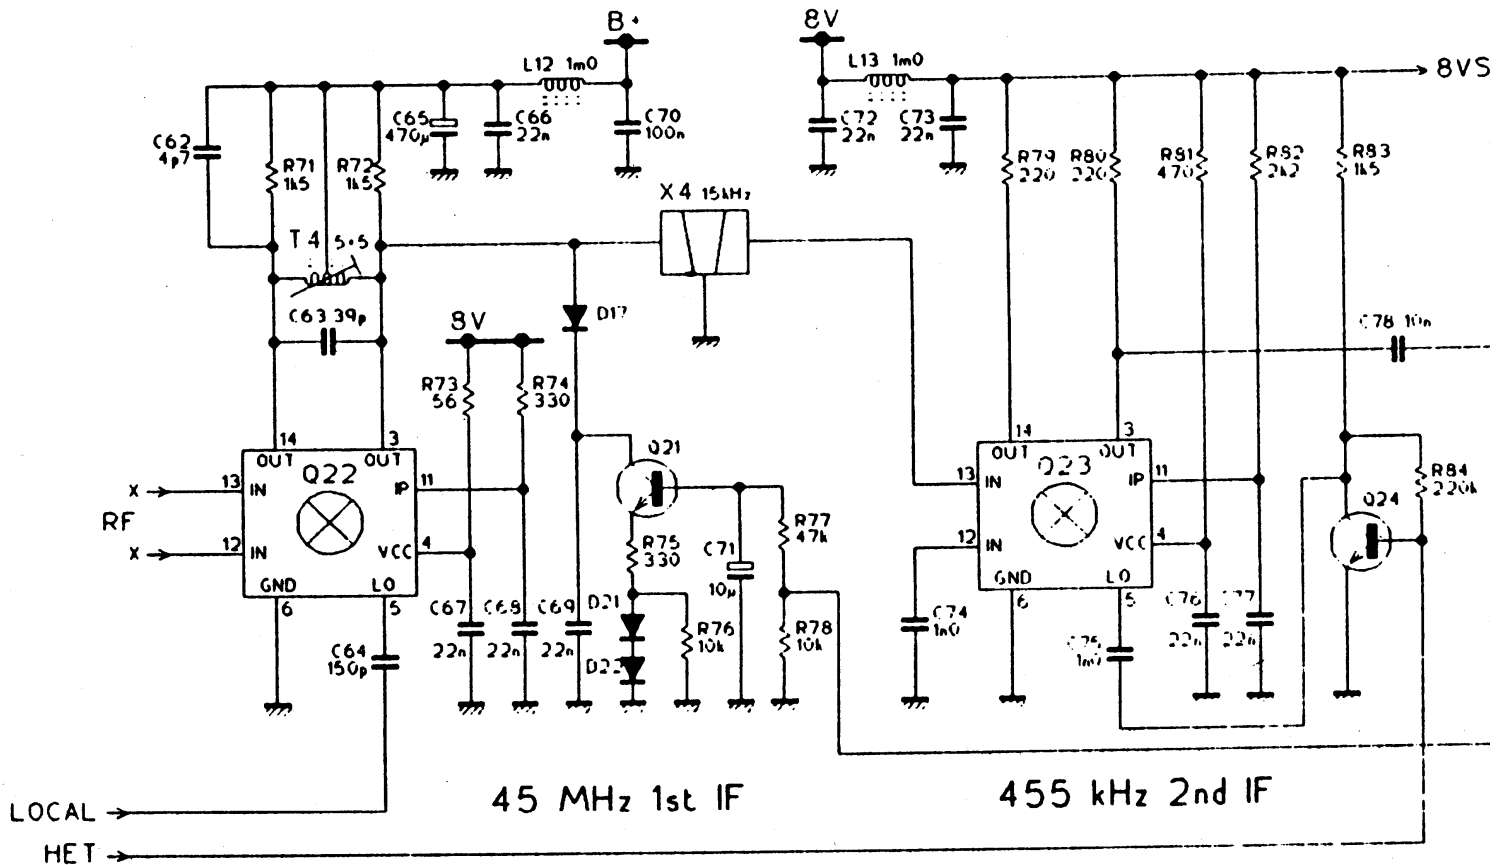 B+
8V
L12 1m0
L13 1m0
8VS
C62
4p7
R71
1k5
R72
1k5
C65
470µ
C66
22n
C70
100n
C72
22n
C73
22n
R79
220
R80
220
R81
470
R82
2k2
R83
1k5
X4 15kHz
T4 5·5
C63 39p
D17
8V
C78 10n
R73
56
R74
330
14
3
OUT
OUT
Q22
13
IN
IP
11
RF
X
X
12
IN
VCC
4
GND
LO
6
5
Q21
R75
330
C71
10µ
R77
47k
14
3
OUT
OUT
Q23
13
IN
IP
11
12
IN
VCC
4
GND
LO
6
5
R84
220k
Q24
C64
150p
C67
22n
C68
22n
C69
22n
D21
D22
R76
10k
R78
10k
C74
1n0
C75
C76
22n
C77
22n
45 MHz 1st IF
455 kHz 2nd IF
LOCAL
HET